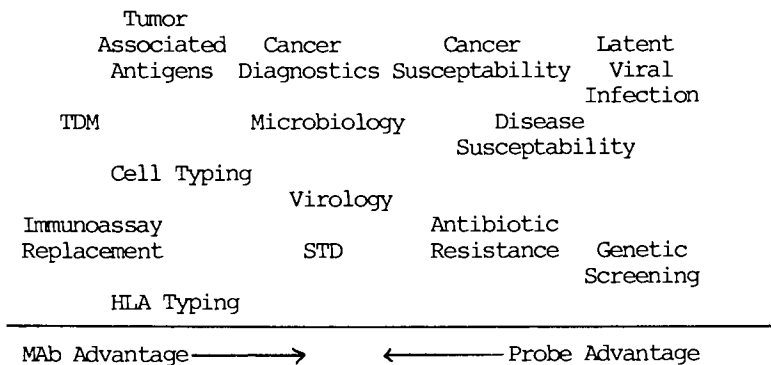 Tumor
Associated Cancer Cancer Latent
Antigens Diagnostics Susceptability Viral
Infection
TDM Microbiology Disease
Susceptability
Cell Typing
Virology
Immunoassay Antibiotic
Replacement STD Resistance Genetic
Screening
HLA Typing
MAb Advantage Probe Advantage